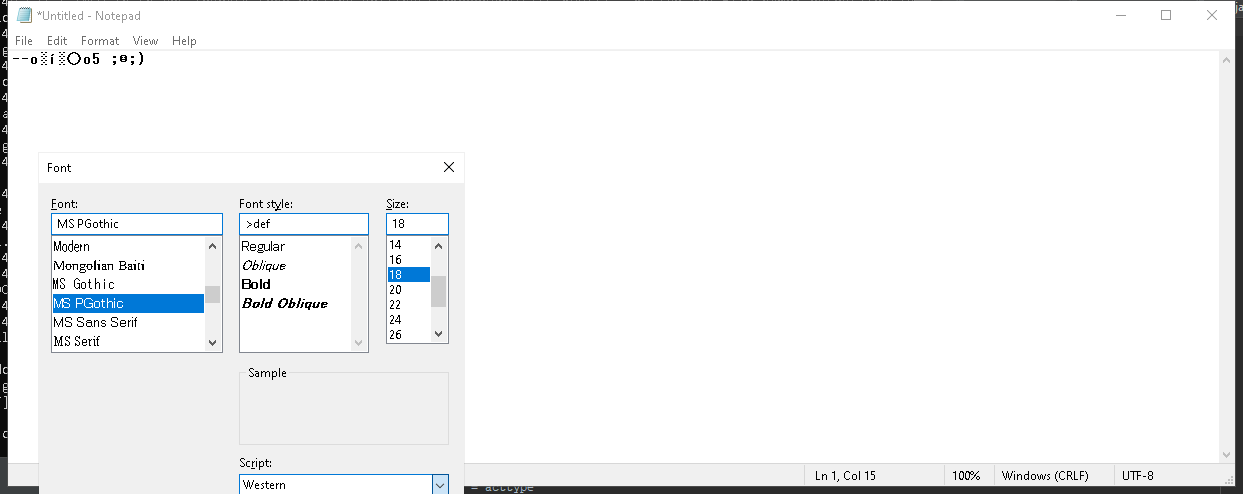 *Untitled - Notepad
File Edit Format View Help
--o░í░○o5 ;ө;)
Font
Font: Font style: Size:
MS PGothic >def 18
Modern Regular 14
Mongolian Baiti Oblique 16
MS Gothic Bold 18
MS PGothic Bold Oblique 20
MS Sans Serif 22
MS Serif 24
26
Sample
Script:
Western
Ln 1, Col 15 100% Windows (CRLF) UTF-8
= acctype